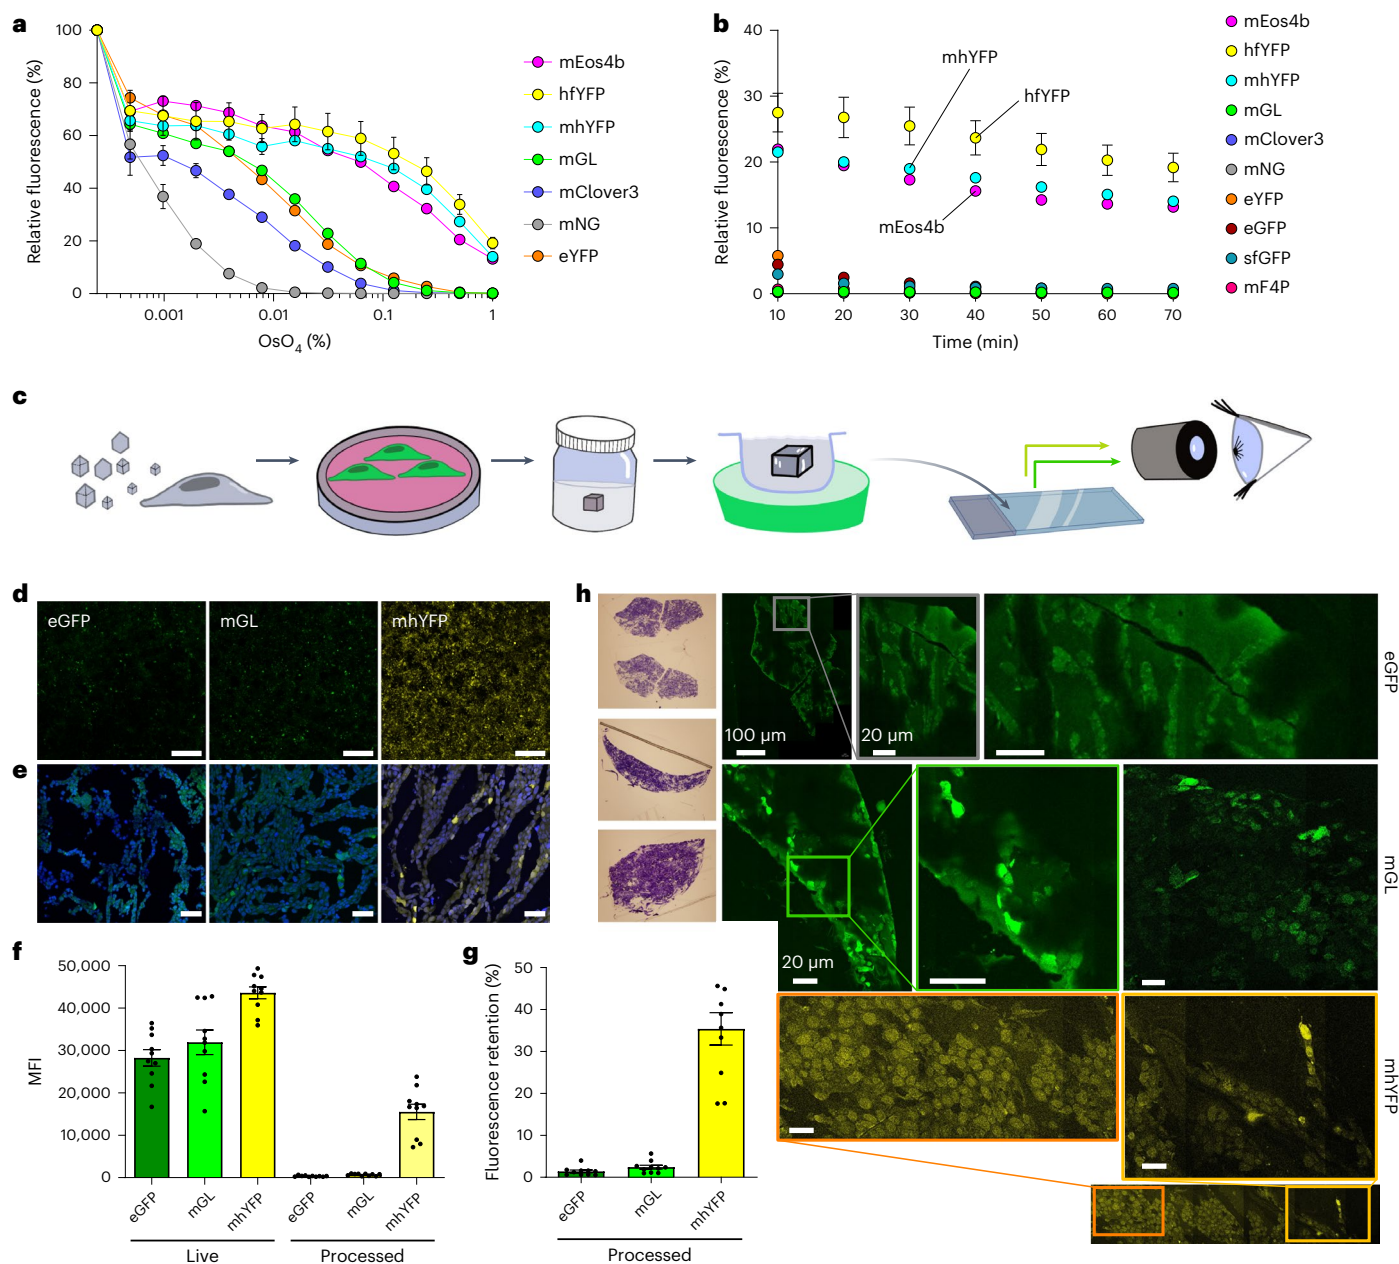 a
Relative fluorescence (%)
100
80
60
40
20
0
0.001
0.01
0.1
1
OsO4 (%)
mEos4b
hfYFP
mhYFP
mGL
mClover3
mNG
eYFP
b
Relative fluorescence (%)
40
30
20
10
0
10
20
30
40
50
60
70
Time (min)
mhYFP
hfYFP
mEos4b
mEos4b
hfYFP
mhYFP
mGL
mClover3
mNG
eYFP
eGFP
sfGFP
mF4P
c
d
eGFP
mGL
mhYFP
e
f
MFI
50,000
40,000
30,000
20,000
10,000
0
eGFP
mGL
mhYFP
eGFP
mGL
mhYFP
Live
Processed
g
Fluorescence retention (%)
50
40
30
20
10
0
eGFP
mGL
mhYFP
Processed
h
100 µm
20 µm
eGFP
20 µm
mGL
mhYFP